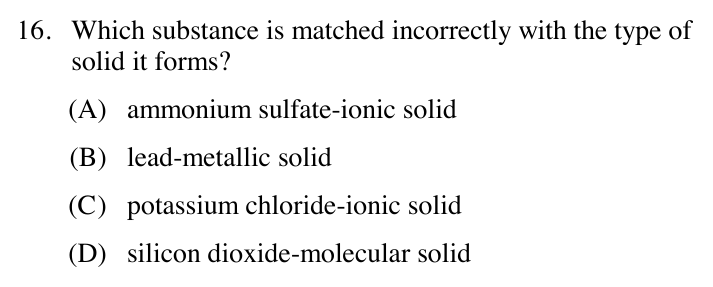 16. Which substance is matched incorrectly with the type of
solid it forms?
(A) ammonium sulfate-ionic solid
(B) lead-metallic solid
(C) potassium chloride-ionic solid
(D) silicon dioxide-molecular solid